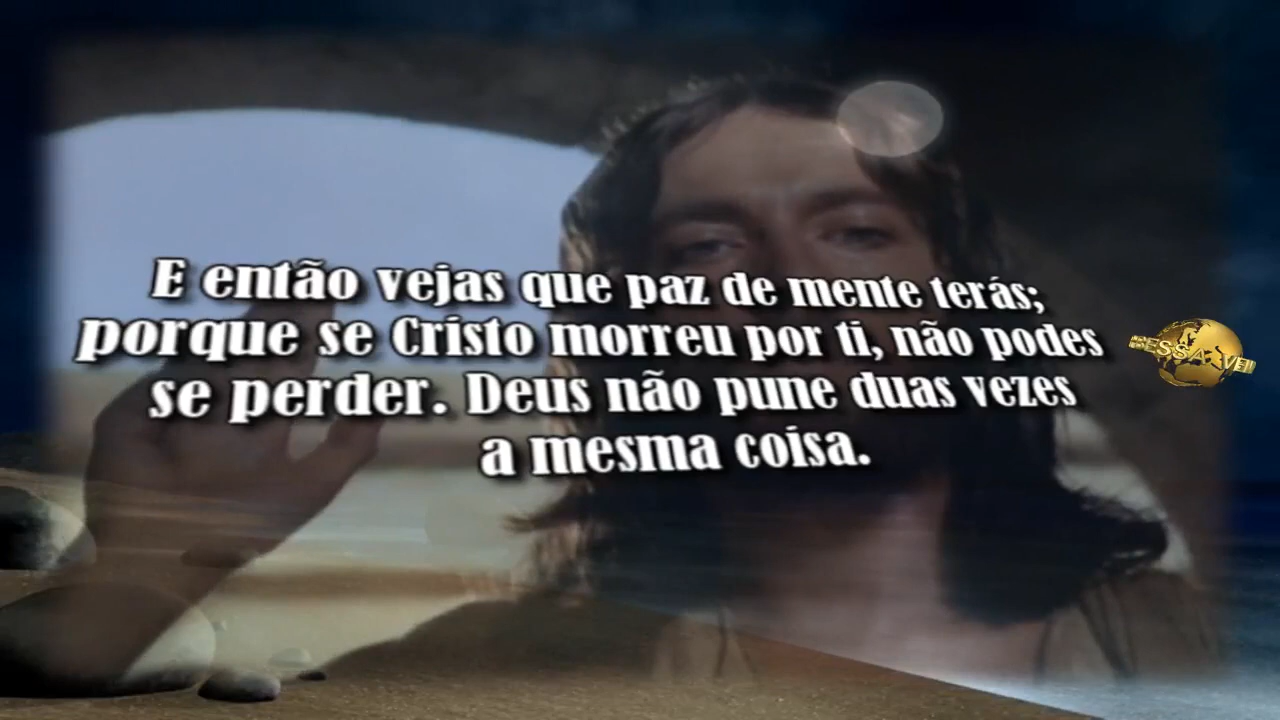 E então vejas que paz de mente terás;
porque se Cristo morreu por ti, não podes
se perder. Deus não pune duas vezes
a mesma coisa.